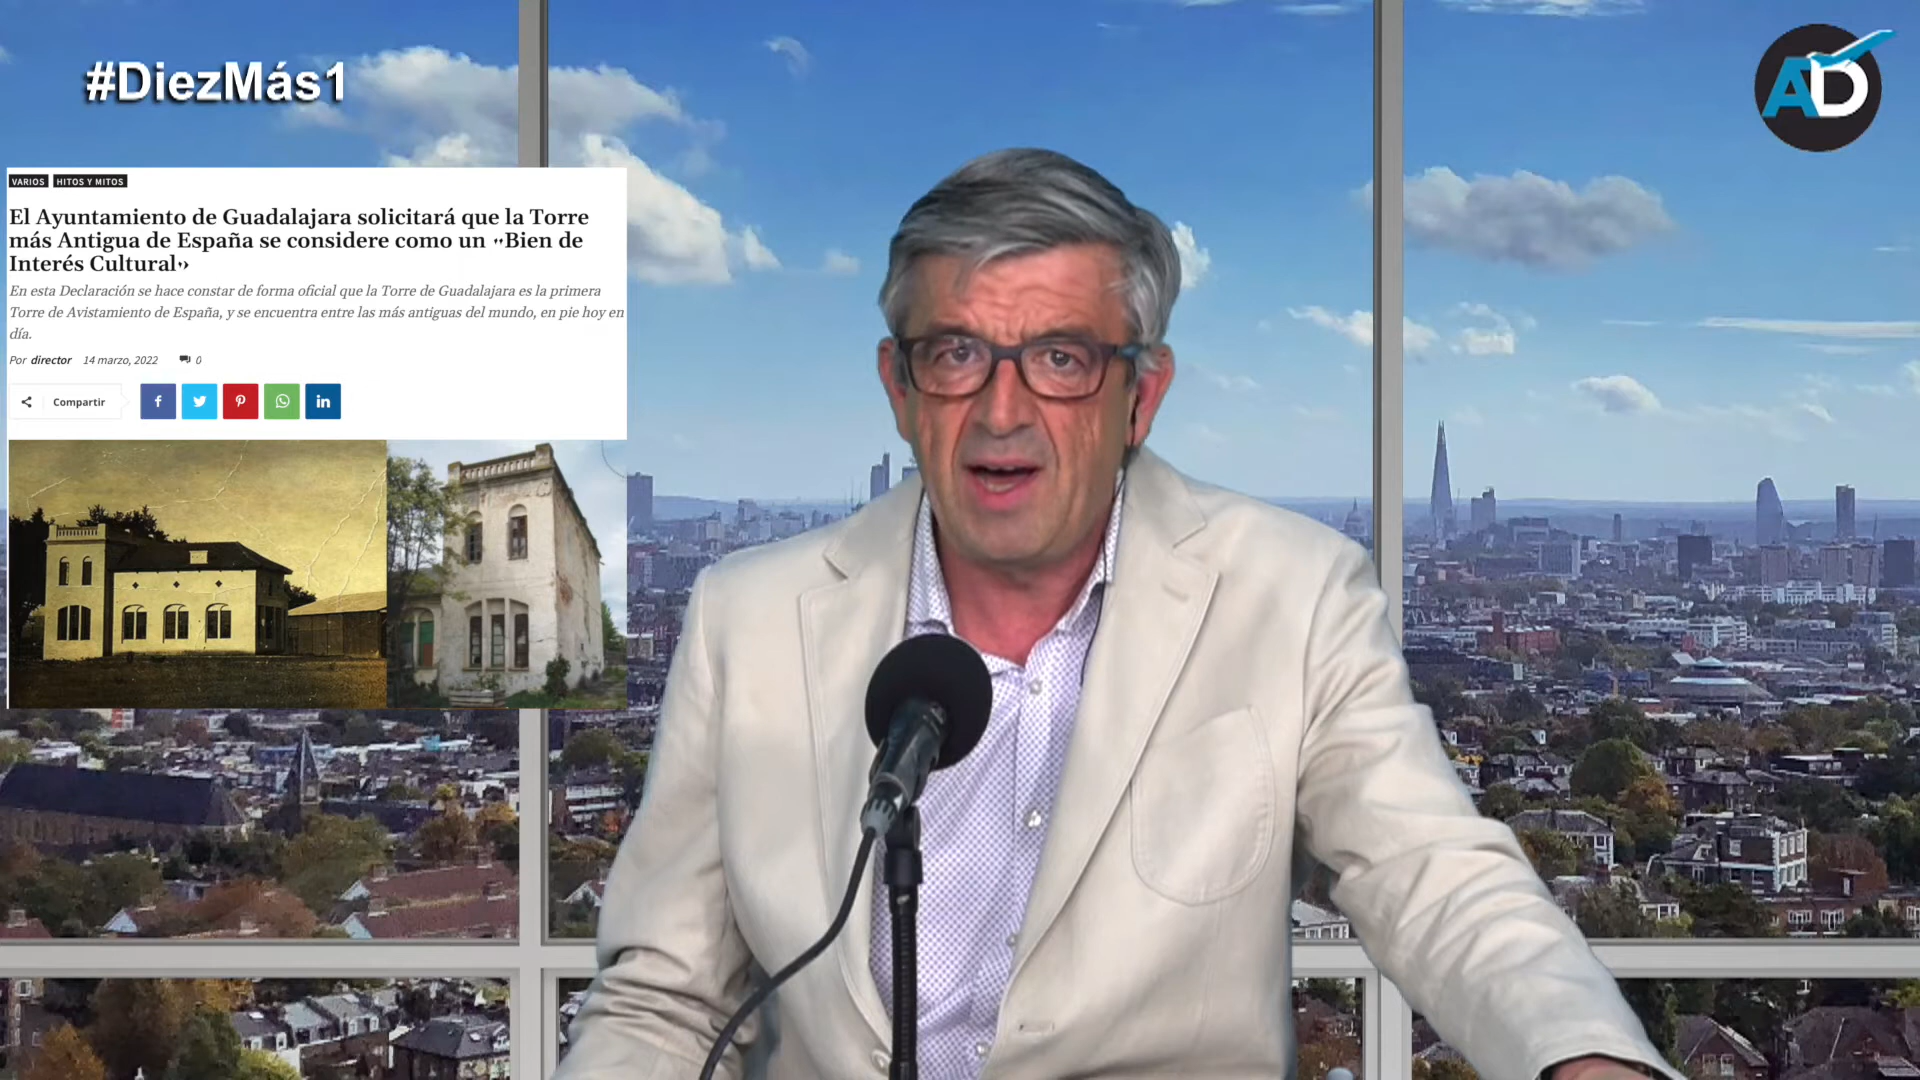 #DiezMás1
AD
VARIOS HITOS Y MITOS
El Ayuntamiento de Guadalajara solicitará que la Torre
más Antigua de España se considere como un «Bien de
Interés Cultural»
En esta Declaración se hace constar de forma oficial que la Torre de Guadalajara es la primera
Torre de Avistamiento de España, y se encuentra entre las más antiguas del mundo, en pie hoy en
día.
Por director 14 marzo, 2022 0
Compartir